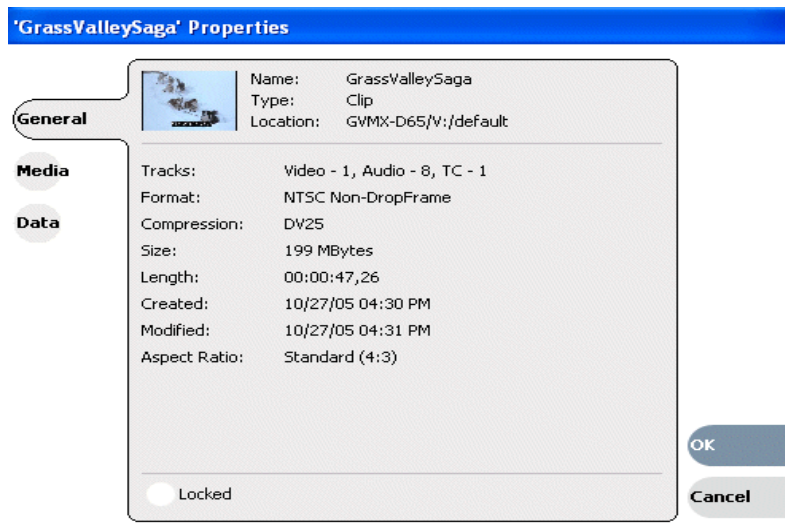 'GrassValleySaga' Properties
General
Media
Data
Name: GrassValleySaga
Type: Clip
Location: GVMX-D65/V:/default
Tracks: Video - 1, Audio - 8, TC - 1
Format: NTSC Non-DropFrame
Compression: DV25
Size: 199 MBytes
Length: 00:00:47,26
Created: 10/27/05 04:30 PM
Modified: 10/27/05 04:31 PM
Aspect Ratio: Standard (4:3)
Locked
OK
Cancel